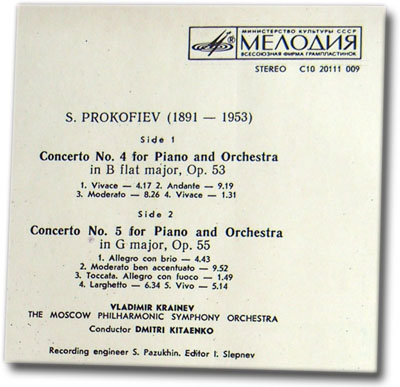 МИНИСТЕРСТВО КУЛЬТУРЫ СССР
МЕЛОДИЯ
ВСЕСОЮЗНАЯ ФИРМА ГРАМПЛАСТИНОК
STEREO C10 20111 009
S. PROKOFIEV (1891 — 1953)
Side 1
Concerto No. 4 for Piano and Orchestra
in B flat major, Op. 53
1. Vivace — 4.17 2. Andante — 9.19
3. Moderato — 8.26 4. Vivace — 1.31
Side 2
Concerto No. 5 for Piano and Orchestra
in G major, Op. 55
1. Allegro con brio — 4.43
2. Moderato ben accentuato — 9.52
3. Toccata. Allegro con fuoco — 1.49
4. Larghetto — 6.34 5. Vivo — 5.14
VLADIMIR KRAINEV
THE MOSCOW PHILHARMONIC SYMPHONY ORCHESTRA
Conductor DMITRI KITAENKO
Recording engineer S. Pazukhin. Editor I. Slepnev